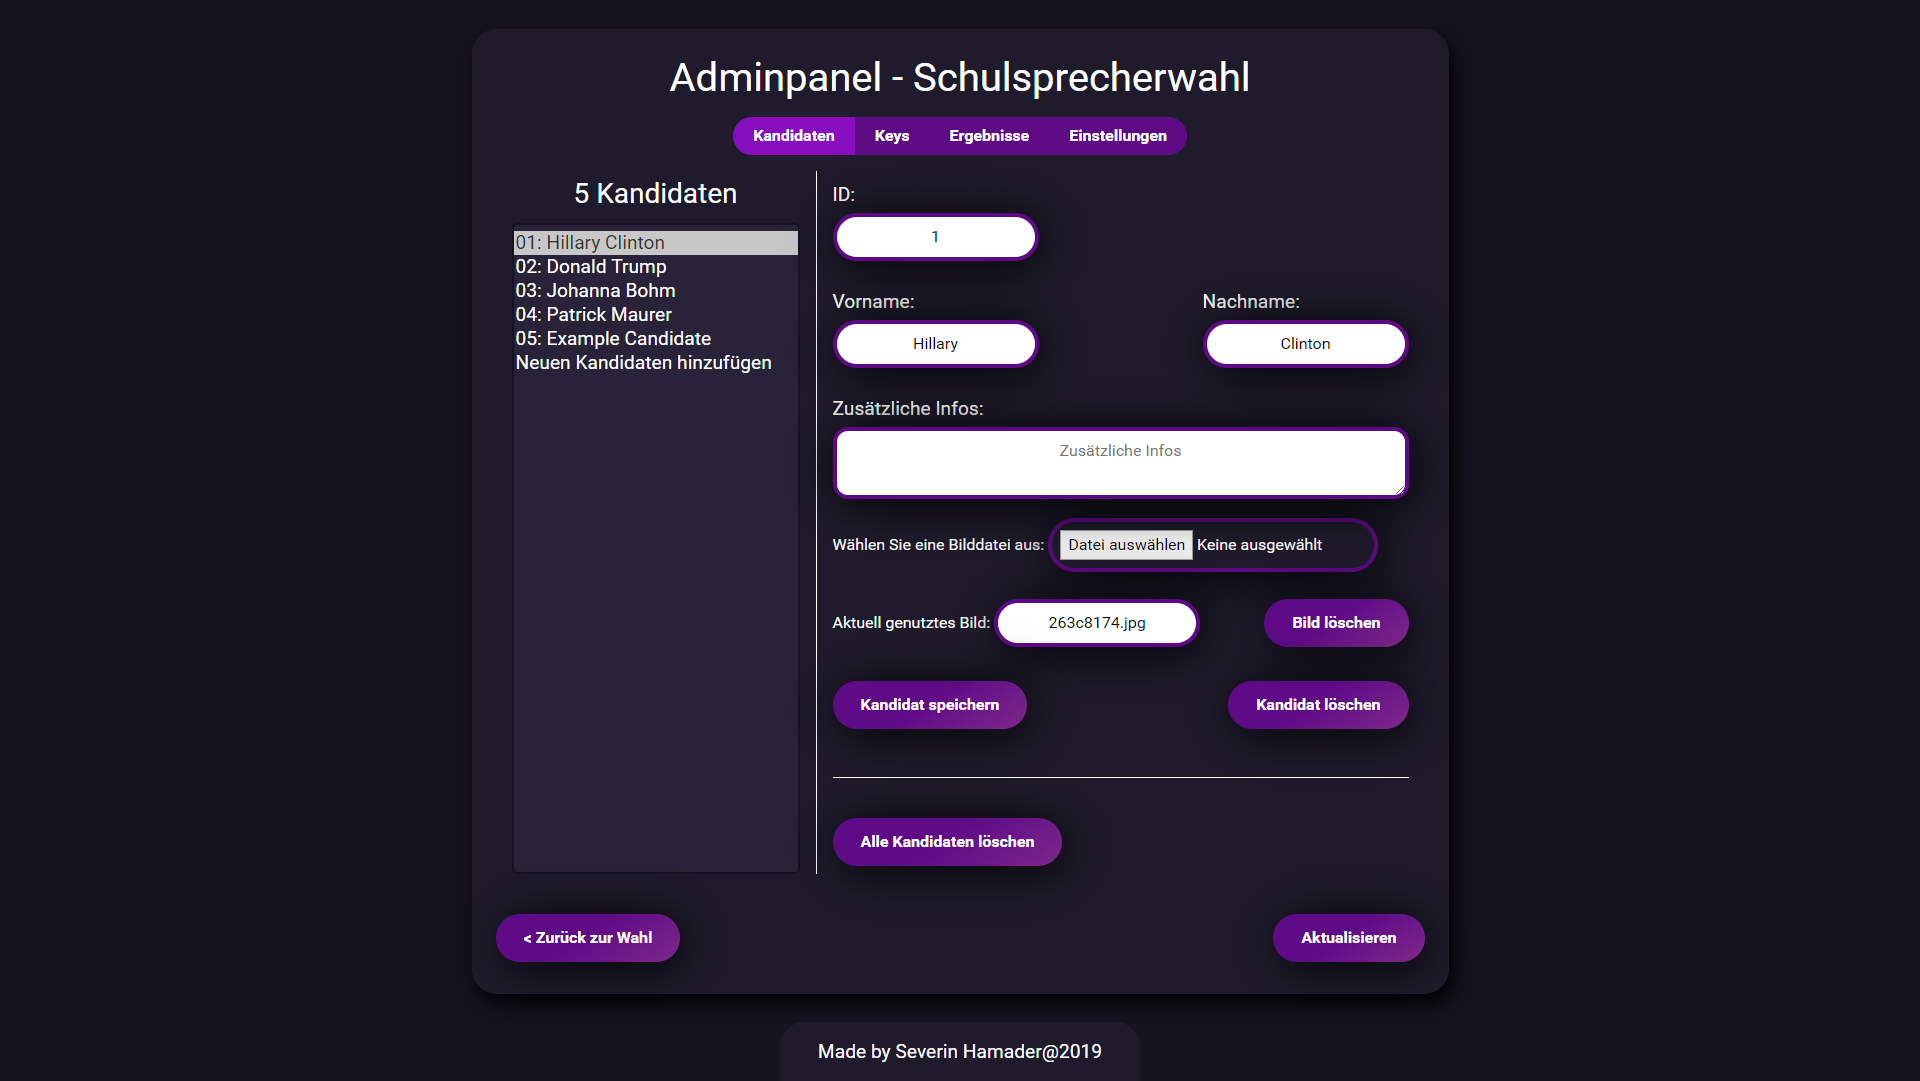 Adminpanel - Schulsprecherwahl
Kandidaten Keys Ergebnisse Einstellungen
5 Kandidaten
01: Hillary Clinton
02: Donald Trump
03: Johanna Bohm
04: Patrick Maurer
05: Example Candidate
Neuen Kandidaten hinzufügen
ID:
1
Vorname: Nachname:
Hillary Clinton
Zusätzliche Infos:
Zusätzliche Infos
Wählen Sie eine Bilddatei aus: Datei auswählen Keine ausgewählt
Aktuell genutztes Bild: 263c8174.jpg Bild löschen
Kandidat speichern Kandidat löschen
Alle Kandidaten löschen
< Zurück zur Wahl Aktualisieren
Made by Severin Hamader@2019